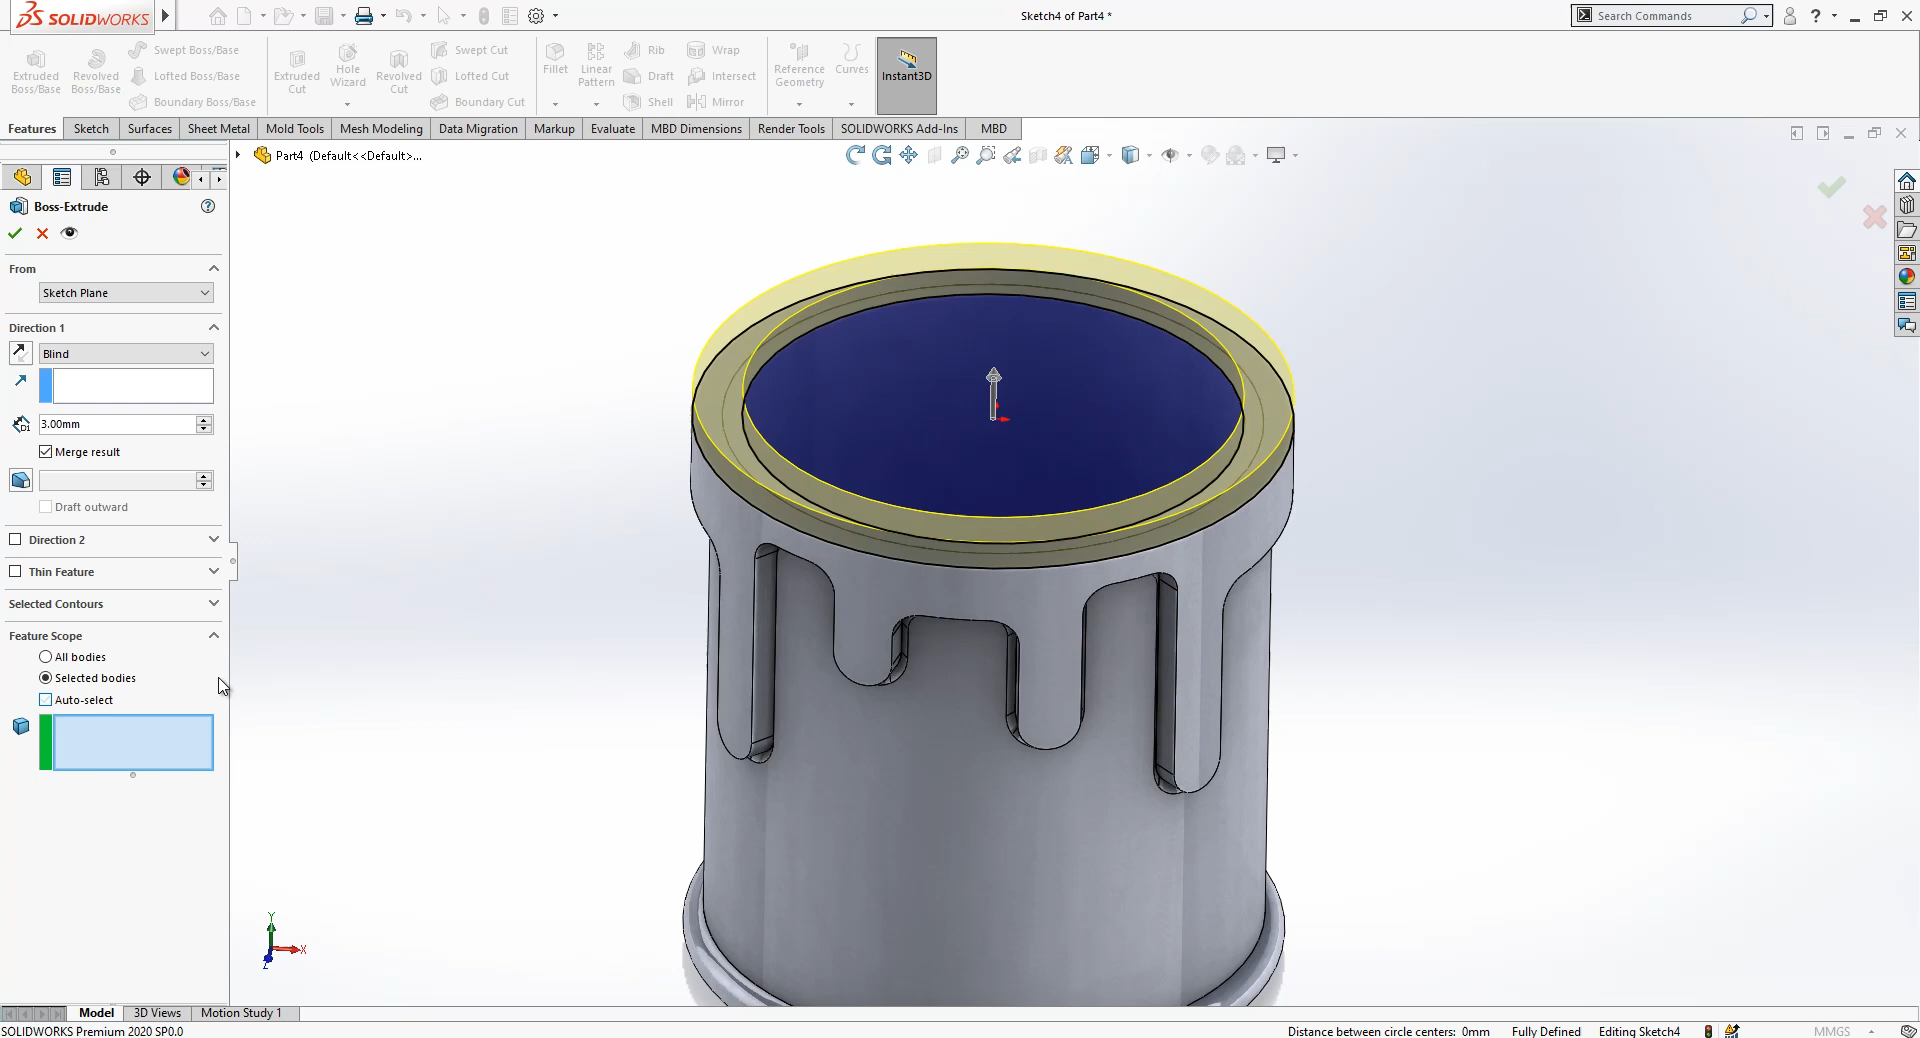 SOLIDWORKS
Sketch4 of Part4 *
Search Commands
Extruded Boss/Base
Revolved Boss/Base
Swept Boss/Base
Lofted Boss/Base
Boundary Boss/Base
Extruded Cut
Hole Wizard
Revolved Cut
Swept Cut
Lofted Cut
Boundary Cut
Fillet
Linear Pattern
Rib
Draft
Shell
Wrap
Intersect
Mirror
Reference Geometry
Curves
Instant3D
Features Sketch Surfaces Sheet Metal Mold Tools Mesh Modeling Data Migration Markup Evaluate MBD Dimensions Render Tools SOLIDWORKS Add-Ins MBD
Part4 (Default<<Default>...
Boss-Extrude
From
Sketch Plane
Direction 1
Blind
D1
3.00mm
Merge result
Draft outward
Direction 2
Thin Feature
Selected Contours
Feature Scope
All bodies
Selected bodies
Auto-select
Y
X
Z
Model 3D Views Motion Study 1
SOLIDWORKS Premium 2020 SP0.0
Distance between circle centers: 0mm Fully Defined Editing Sketch4 MMGS